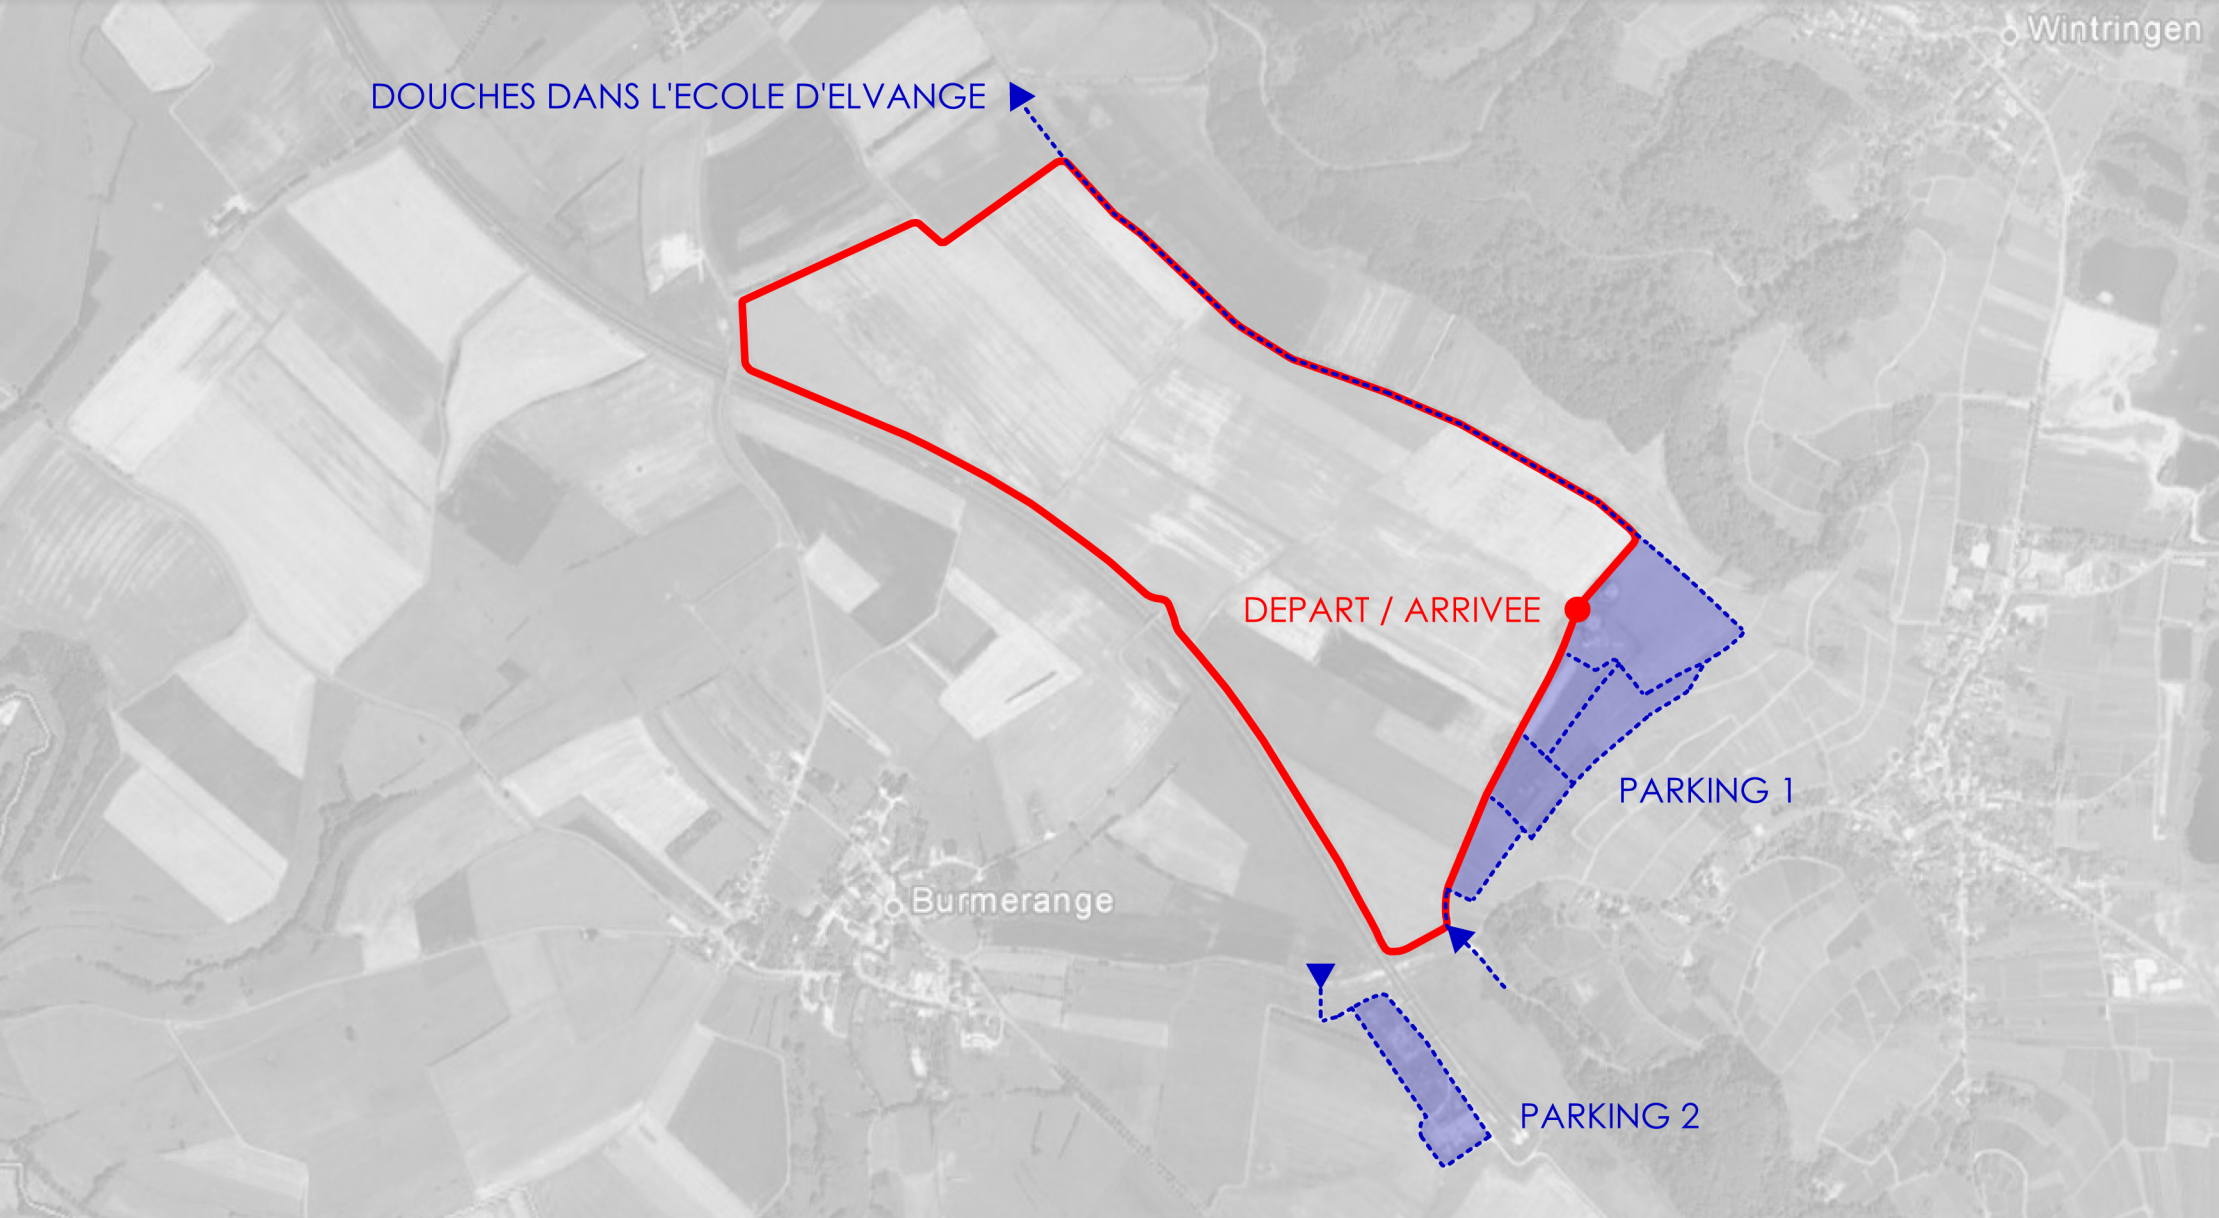 Wintringen
DOUCHES DANS L'ECOLE D'ELVANGE
DEPART / ARRIVEE
PARKING 1
Burmerange
PARKING 2